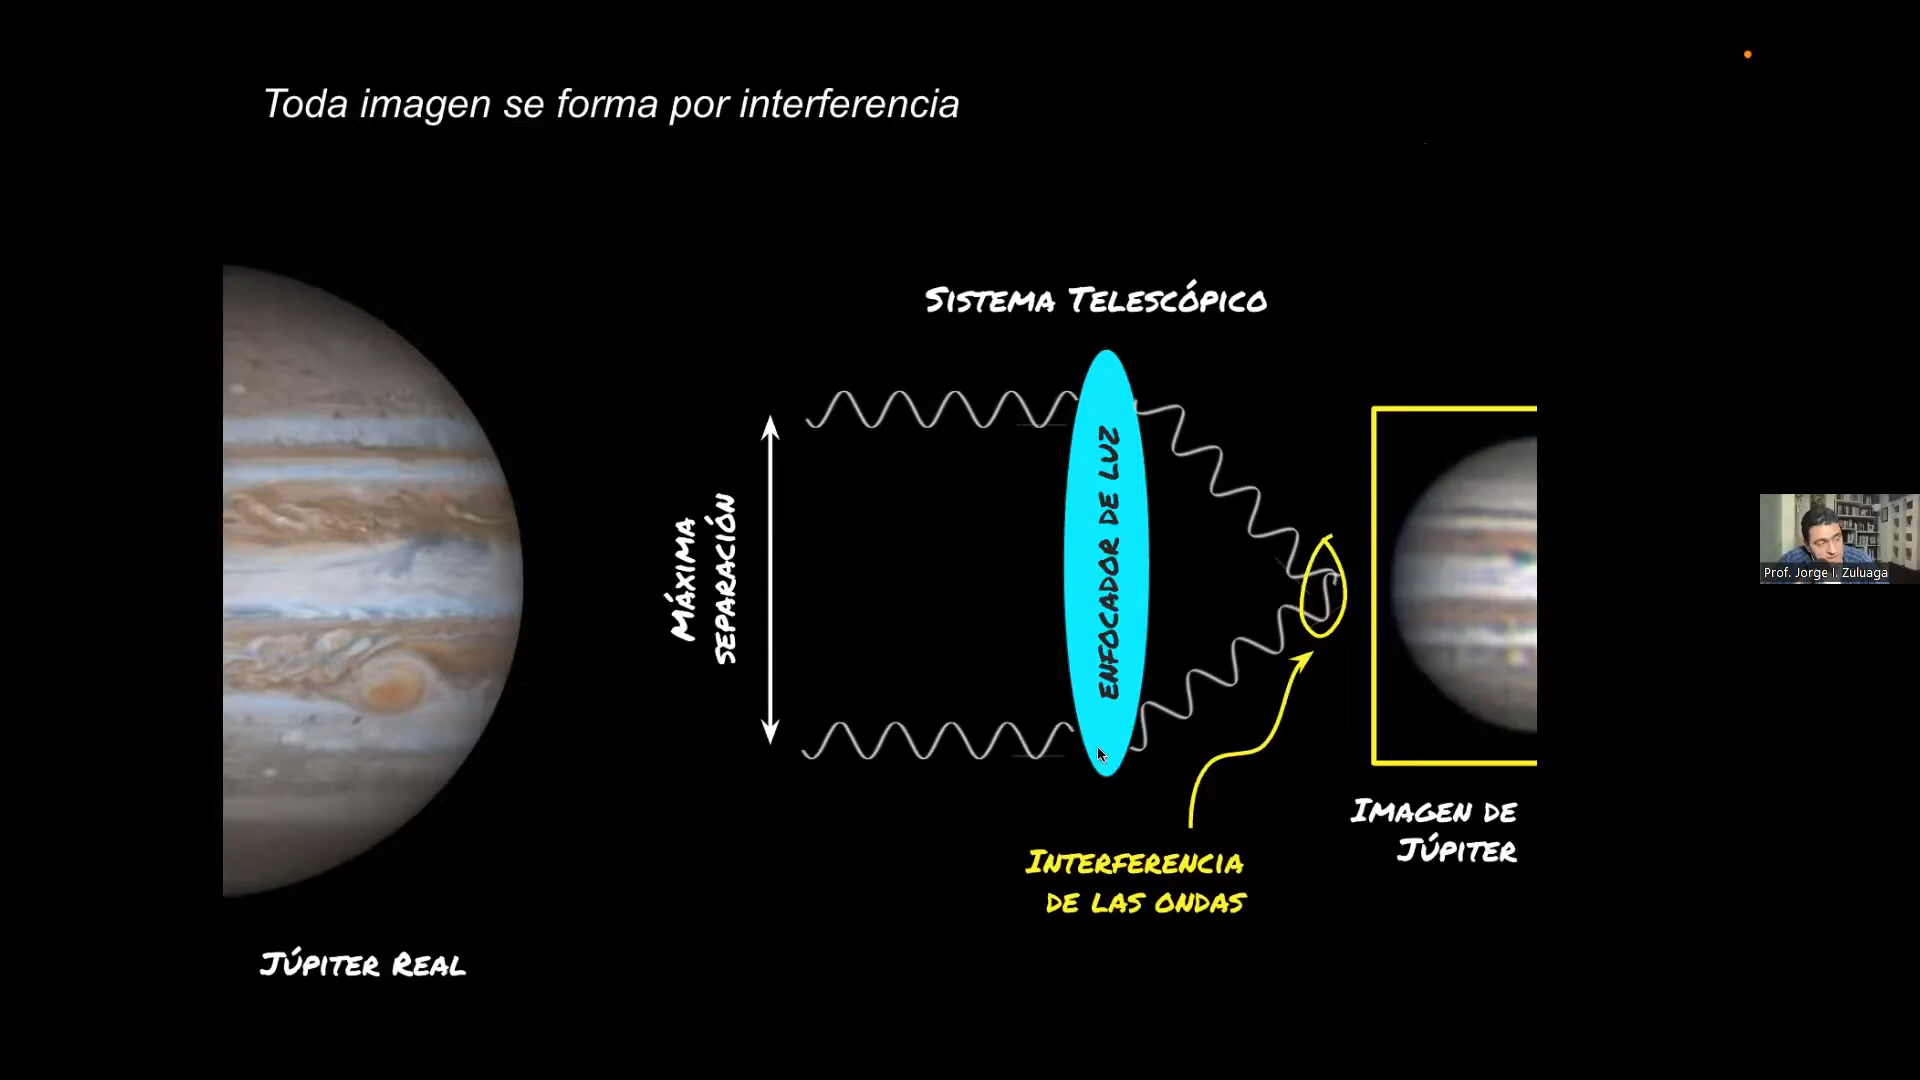 Toda imagen se forma por interferencia
Sistema Telescópico
Máxima
separación
Enfocador de luz
Interferencia
de las ondas
Imagen de
Júpiter
Júpiter Real
Prof. Jorge I. Zuluaga